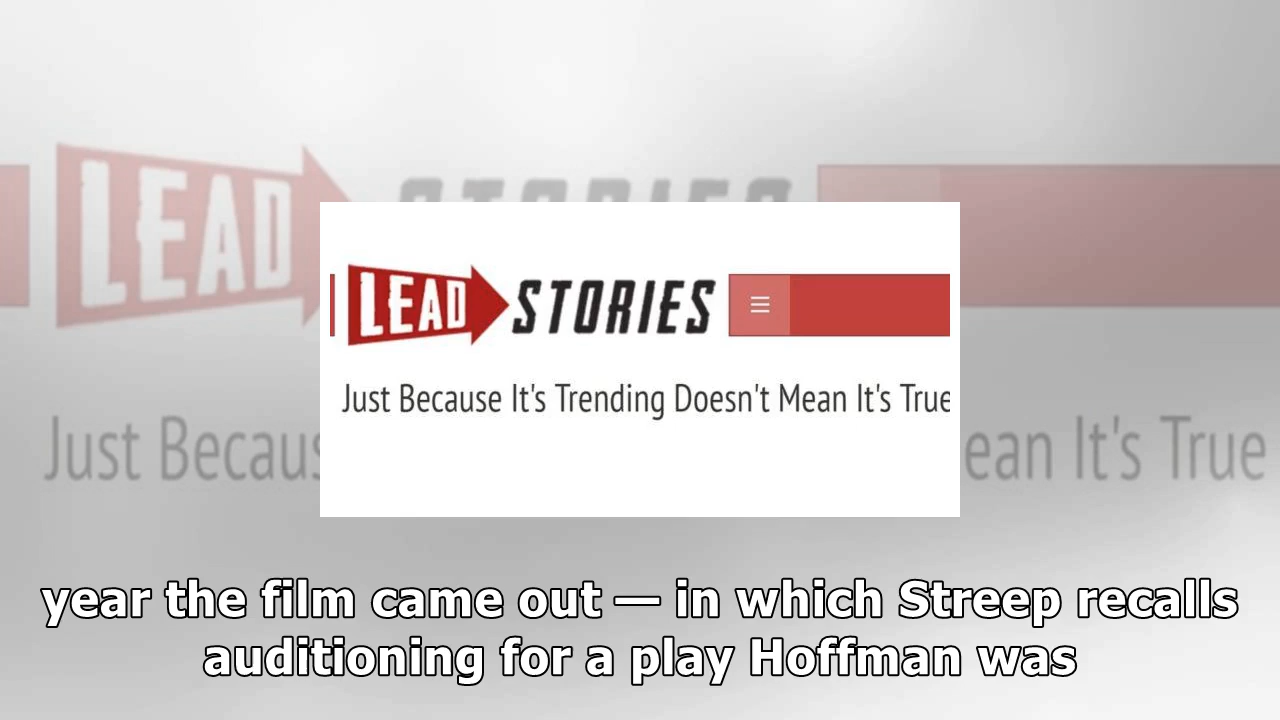 LEAD STORIES
Just Because It's Trending Doesn't Mean It's True
year the film came out — in which Streep recalls
auditioning for a play Hoffman was